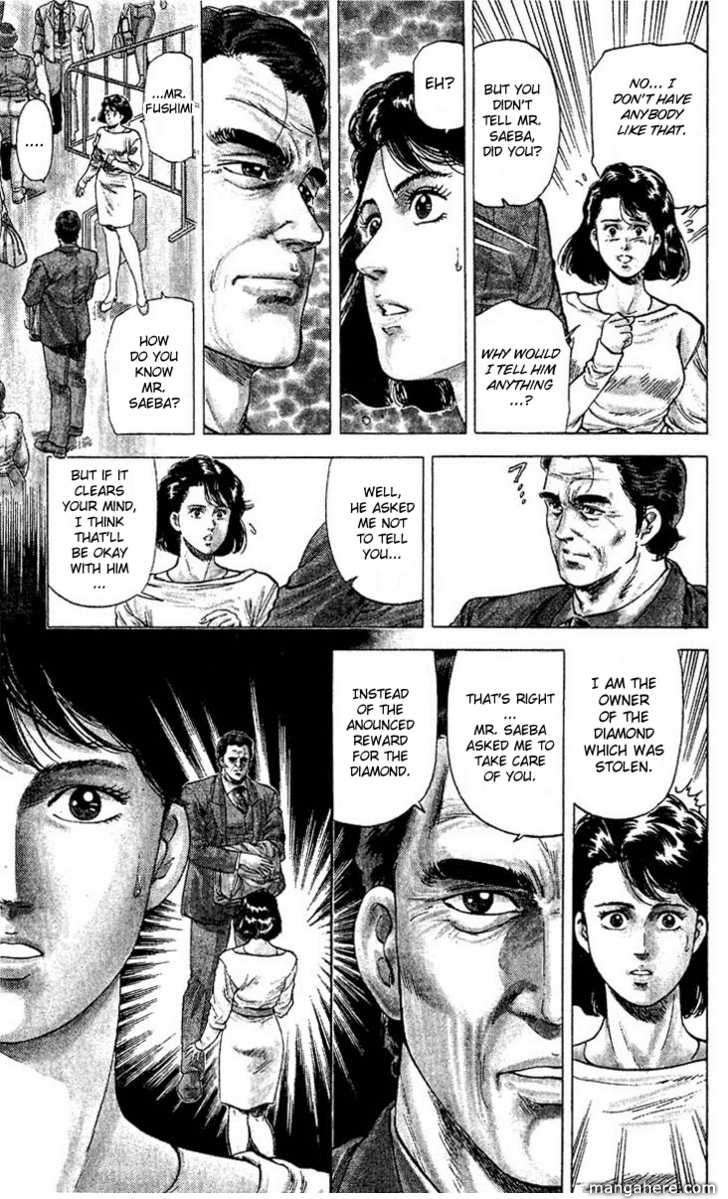 NO... I
DON'T HAVE
ANYBODY
LIKE THAT.
BUT YOU
DIDN'T
TELL MR.
SAEBA,
DID YOU?
WHY WOULD
I TELL HIM
ANYTHING
...?
EH?
...MR.
FUSHIMI
....
HOW
DO YOU
KNOW
MR.
SAEBA?
WELL,
HE ASKED
ME NOT
TO TELL
YOU...
BUT IF IT
CLEARS
YOUR MIND,
I THINK
THAT'LL
BE OKAY
WITH HIM
...
I AM THE
OWNER
OF THE
DIAMOND
WHICH WAS
STOLEN.
THAT'S RIGHT
...
MR. SAEBA
ASKED ME TO
TAKE CARE
OF YOU.
INSTEAD
OF THE
ANOUNCED
REWARD
FOR THE
DIAMOND.
mangahere.com